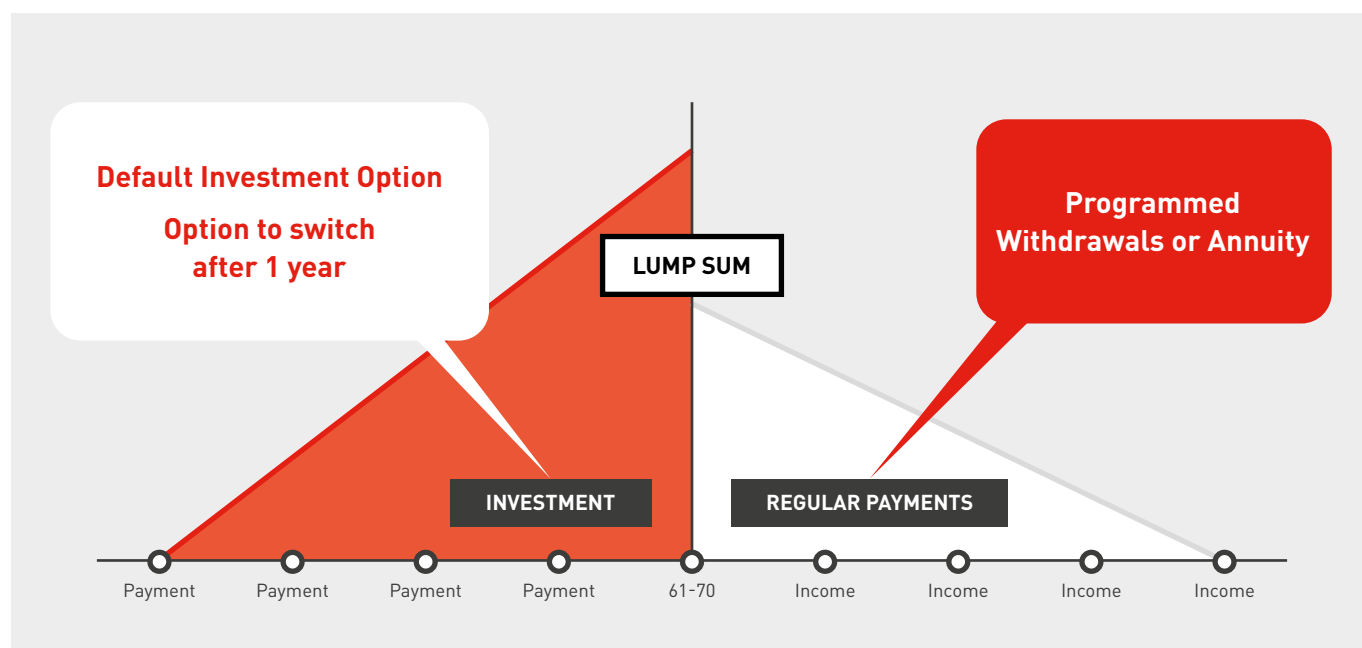 Default Investment Option
Option to switch
after 1 year
Programmed
Withdrawals or Annuity
LUMP SUM
INVESTMENT
REGULAR PAYMENTS
Payment
Payment
Payment
Payment
61-70
Income
Income
Income
Income